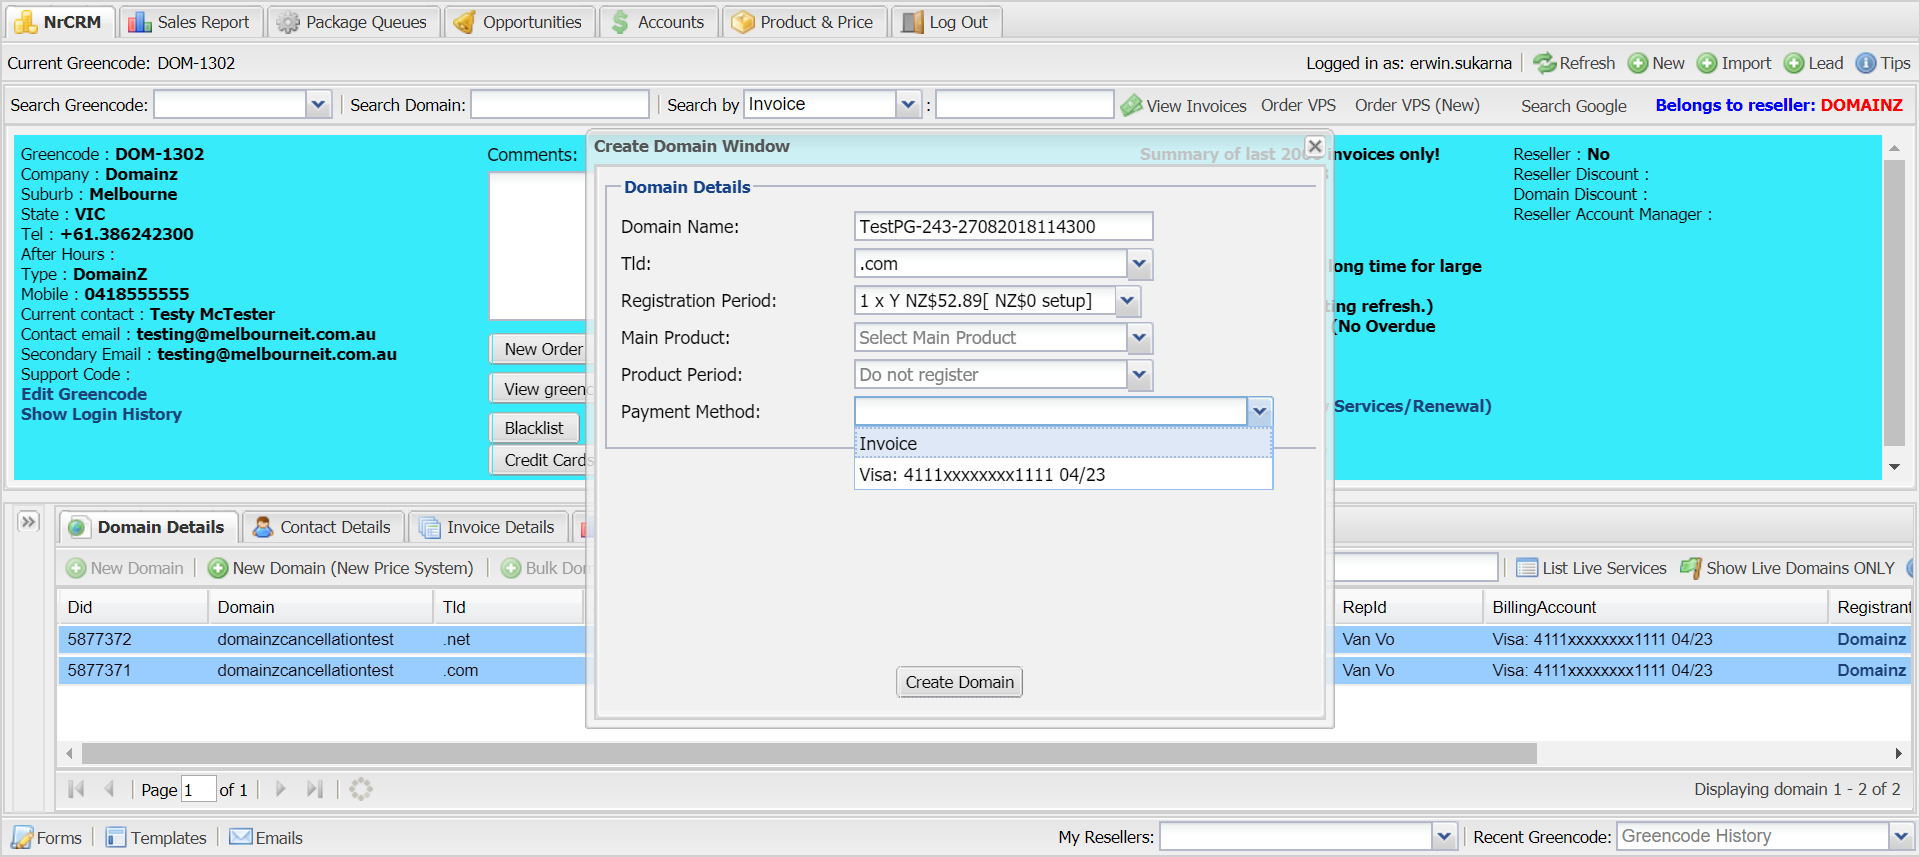 NrCRM Sales Report Package Queues Opportunities Accounts Product & Price Log Out
Current Greencode: DOM-1302 Logged in as: erwin.sukarna Refresh New Import Lead Tips
Search Greencode: Search Domain: Search by Invoice : View Invoices Order VPS Order VPS (New) Search Google Belongs to reseller: DOMAINZ
Greencode : DOM-1302
Company : Domainz
Suburb : Melbourne
State : VIC
Tel : +61.386242300
After Hours :
Type : DomainZ
Mobile : 0418555555
Current contact : Testy McTester
Contact email : testing@melbourneit.com.au
Secondary Email : testing@melbourneit.com.au
Support Code :
Edit Greencode
Show Login History
Comments:
New Order
View greenc
Blacklist
Credit Cards
Create Domain Window
Domain Details
Domain Name: TestPG-243-27082018114300
Tld: .com
Registration Period: 1 x Y NZ$52.89[ NZ$0 setup]
Main Product: Select Main Product
Product Period: Do not register
Payment Method:
Invoice
Visa: 4111xxxxxxxx1111 04/23
Create Domain
Summary of last 200 invoices only!
long time for large
ing refresh.)
(No Overdue
Services/Renewal)
Reseller : No
Reseller Discount :
Domain Discount :
Reseller Account Manager :
Domain Details Contact Details Invoice Details
New Domain New Domain (New Price System) Bulk Dom List Live Services Show Live Domains ONLY
Did Domain Tld RepId BillingAccount Registrant
5877372 domainzcancellationtest .net Van Vo Visa: 4111xxxxxxxx1111 04/23 Domainz
5877371 domainzcancellationtest .com Van Vo Visa: 4111xxxxxxxx1111 04/23 Domainz
Page 1 of 1 Displaying domain 1 - 2 of 2
Forms Templates Emails My Resellers: Recent Greencode: Greencode History